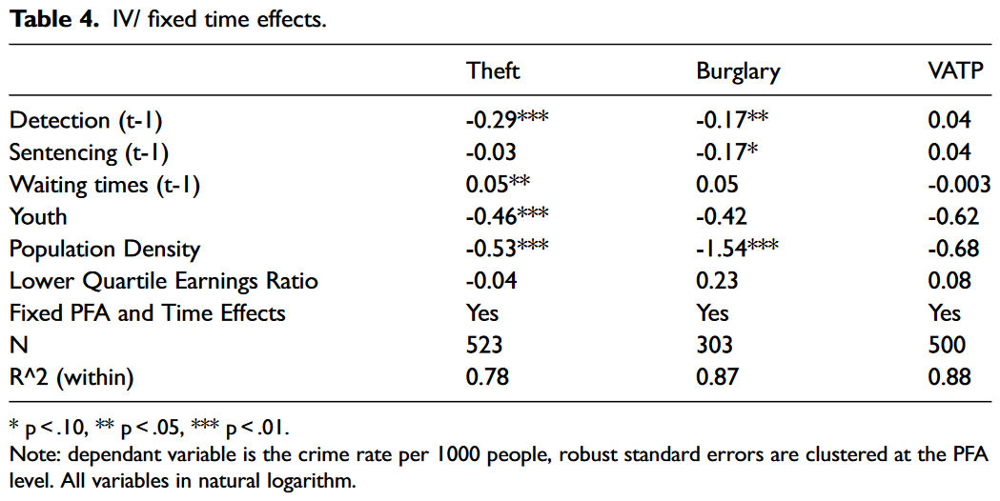 Table 4. IV/ fixed time effects.
Theft Burglary VATP
Detection (t-1) -0.29*** -0.17** 0.04
Sentencing (t-1) -0.03 -0.17* 0.04
Waiting times (t-1) 0.05** 0.05 -0.003
Youth -0.46*** -0.42 -0.62
Population Density -0.53*** -1.54*** -0.68
Lower Quartile Earnings Ratio -0.04 0.23 0.08
Fixed PFA and Time Effects Yes Yes Yes
N 523 303 500
R^2 (within) 0.78 0.87 0.88
* p < .10, ** p < .05, *** p < .01.
Note: dependant variable is the crime rate per 1000 people, robust standard errors are clustered at the PFA
level. All variables in natural logarithm.